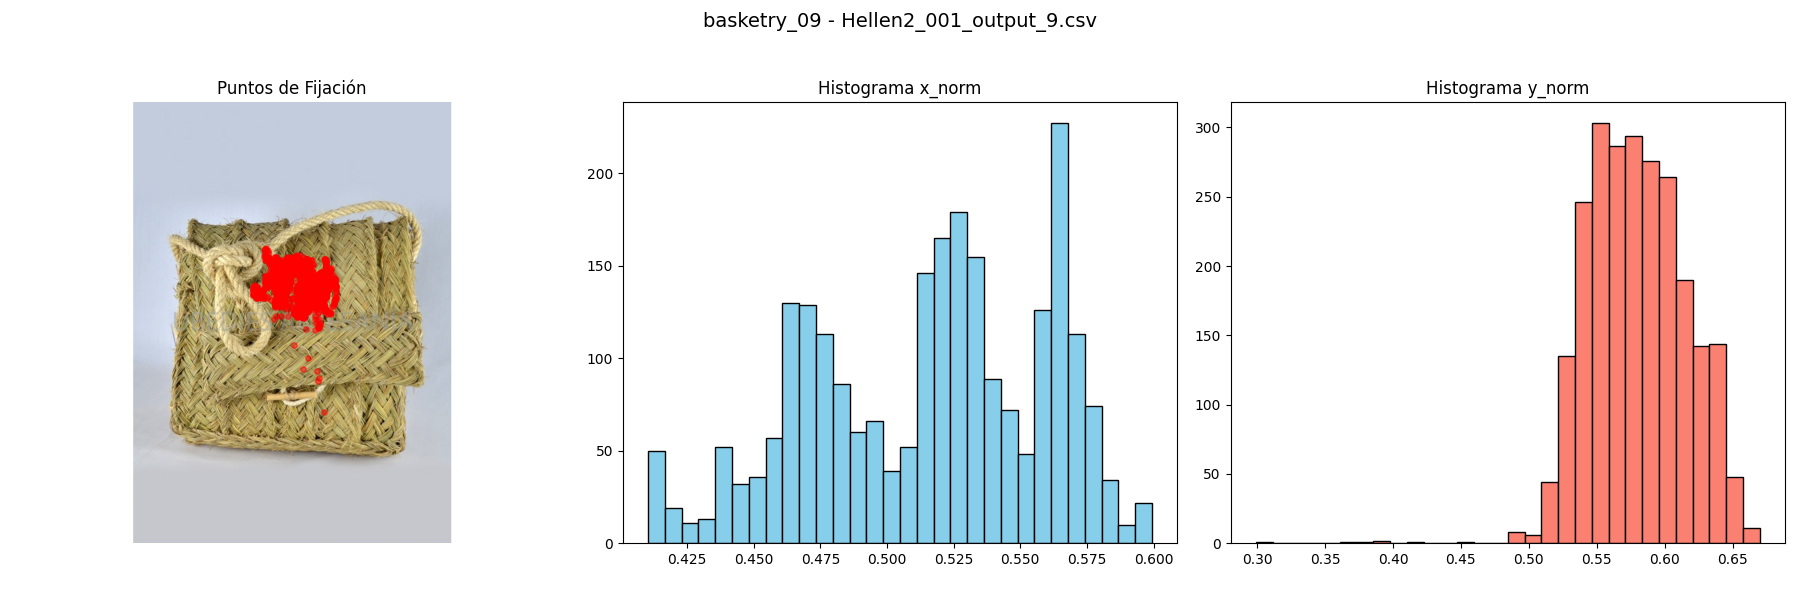 basketry_09 - Hellen2_001_output_9.csv
Puntos de Fijación
Histograma x_norm
200
150
100
50
0
0.425 0.450 0.475 0.500 0.525 0.550 0.575 0.600
Histograma y_norm
300
250
200
150
100
50
0
0.30 0.35 0.40 0.45 0.50 0.55 0.60 0.65